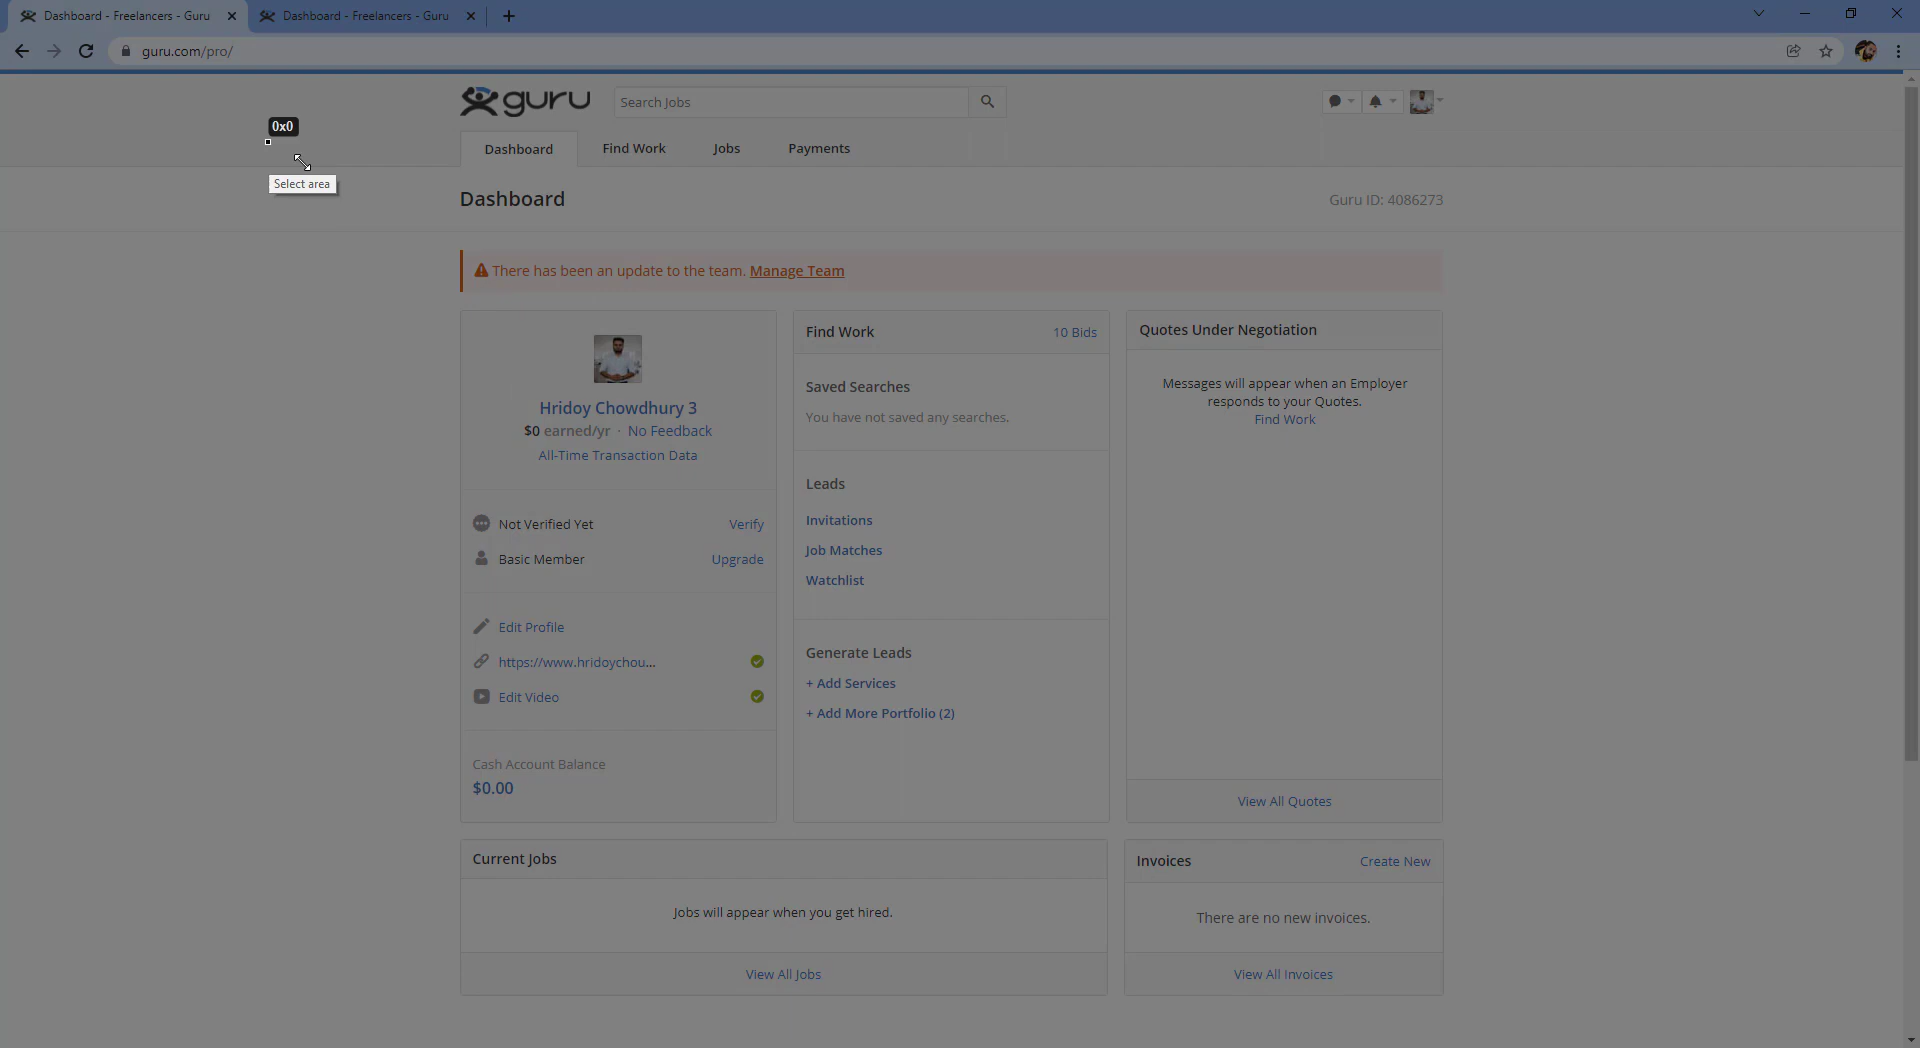 Dashboard - Freelancers - Guru
Dashboard - Freelancers - Guru
guru.com/pro/
guru
Search Jobs
0x0
Select area
Dashboard
Find Work
Jobs
Payments
Dashboard
Guru ID: 4086273
There has been an update to the team. Manage Team
Hridoy Chowdhury 3
$0 earned/yr · No Feedback
All-Time Transaction Data
Not Verified Yet
Verify
Basic Member
Upgrade
Edit Profile
https://www.hridoychou...
Edit Video
Cash Account Balance
$0.00
Find Work
10 Bids
Saved Searches
You have not saved any searches.
Leads
Invitations
Job Matches
Watchlist
Generate Leads
+ Add Services
+ Add More Portfolio (2)
Quotes Under Negotiation
Messages will appear when an Employer
responds to your Quotes.
Find Work
View All Quotes
Current Jobs
Jobs will appear when you get hired.
View All Jobs
Invoices
Create New
There are no new invoices.
View All Invoices